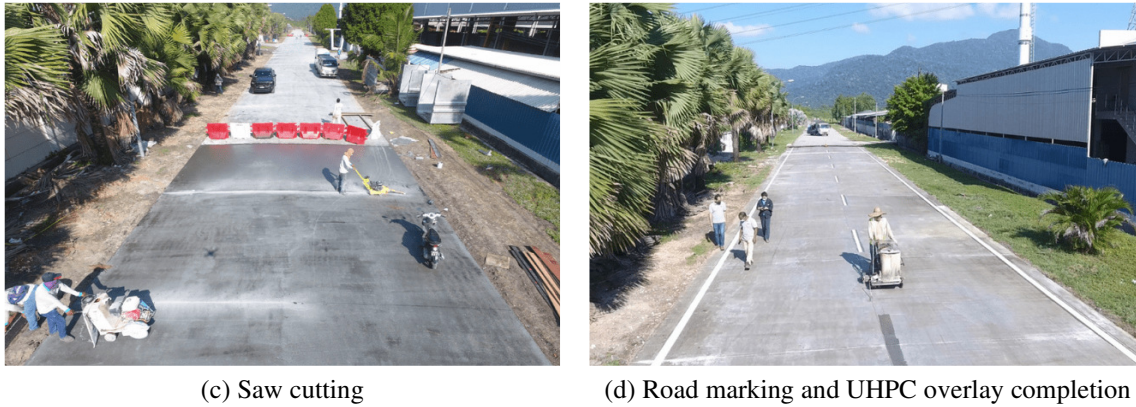 (c) Saw cutting
(d) Road marking and UHPC overlay completion